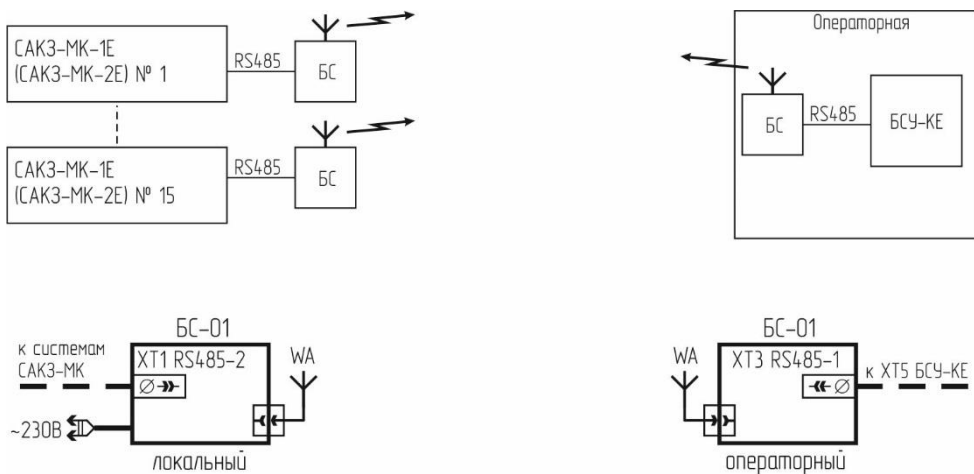 САКЗ-МК-1Е
(САКЗ-МК-2Е) № 1
RS485
БС
САКЗ-МК-1Е
(САКЗ-МК-2Е) № 15
RS485
БС
Операторная
БС
RS485
БСУ-КЕ
БС-01
к системам
САКЗ-МК
XT1 RS485-2
WA
~230В
локальный
БС-01
WA
XT3 RS485-1
к XT5 БСУ-КЕ
операторный